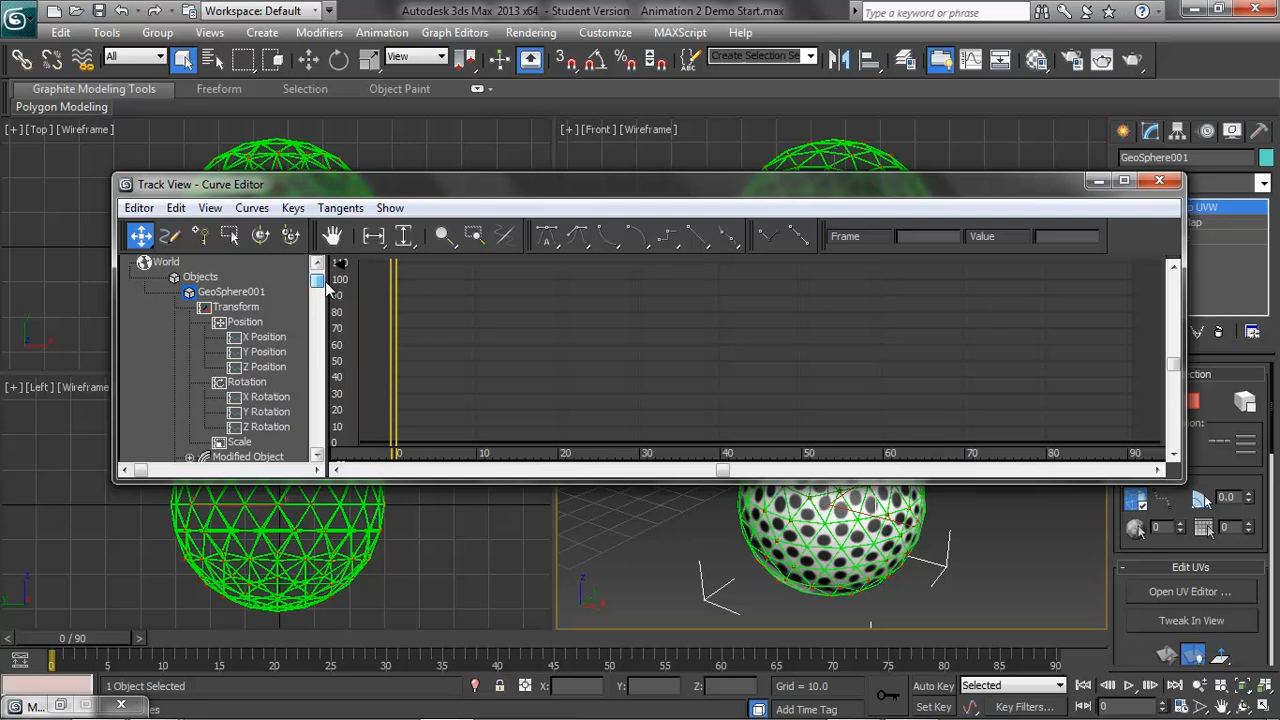 Workspace: Default
Autodesk 3ds Max 2013 x64 - Student Version Animation 2 Demo Start.max
Type a keyword or phrase
Edit Tools Group Views Create Modifiers Animation Graph Editors Rendering Customize MAXScript Help
All View Create Selection Se
Graphite Modeling Tools Freeform Selection Object Paint
Polygon Modeling
[+] [Top] [Wireframe] [+] [Front] [Wireframe]
GeoSphere001
Track View - Curve Editor
Editor Edit View Curves Keys Tangents Show
Frame Value
World
Objects
GeoSphere001
Transform
Position
X Position
Y Position
Z Position
Rotation
X Rotation
Y Rotation
Z Rotation
Scale
Modified Object
100
90
80
70
60
50
40
30
20
10
0
0 10 20 30 40 50 60 70 80 90
[+] [Left] [Wireframe]
0.0
0 0
Edit UVs
Open UV Editor ...
Tweak In View
0 / 90
0 5 10 15 20 25 30 35 40 45 50 55 60 65 70 75 80 85 90
1 Object Selected X: Y: Z: Grid = 10.0 Auto Key Selected
M... Add Time Tag Set Key Key Filters... 0